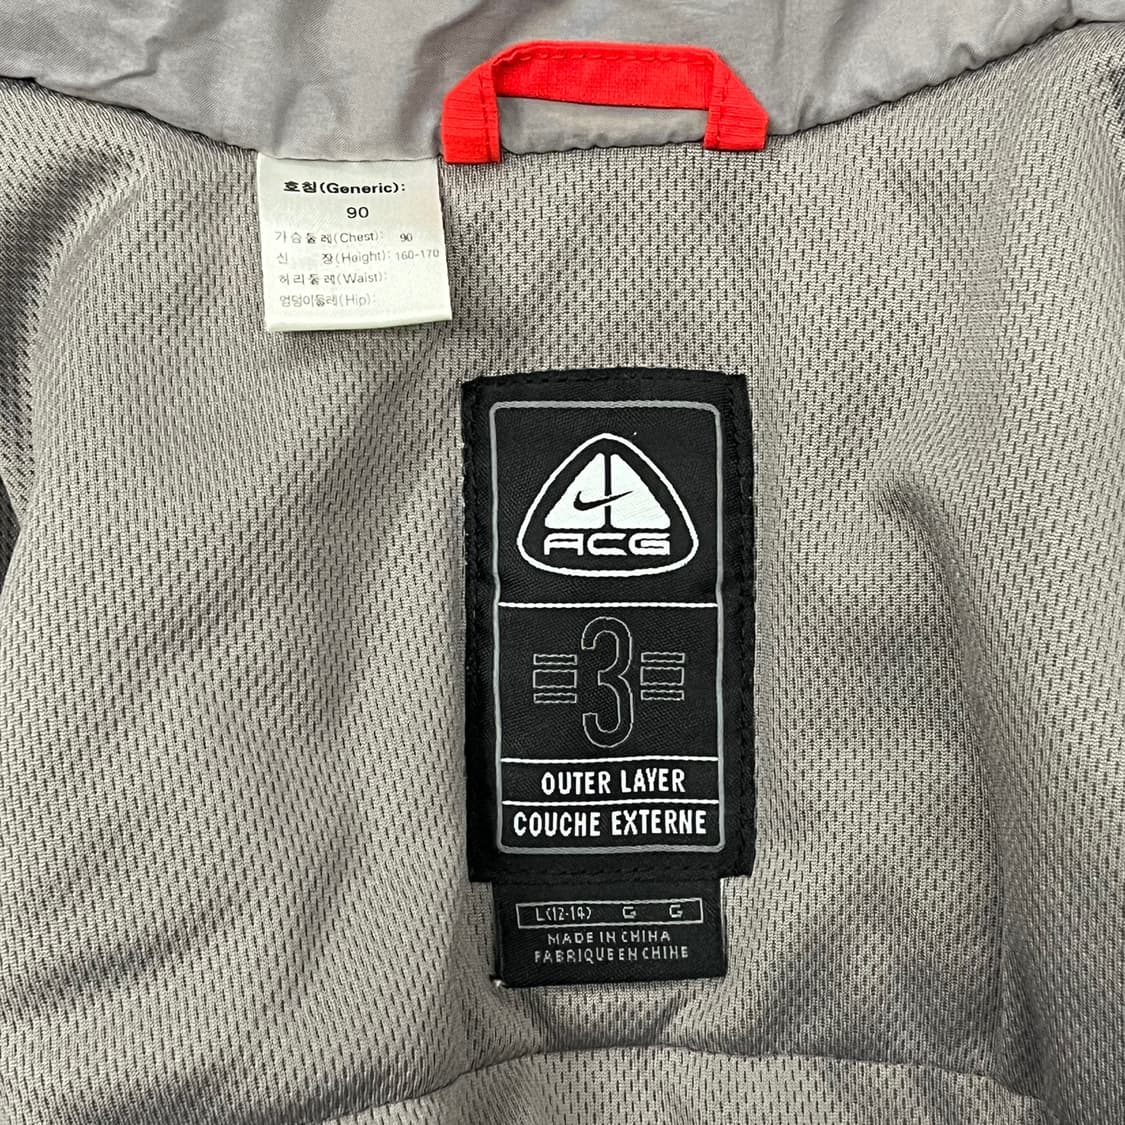 호칭(Generic):
90
가슴둘레(Chest): 90
신 장(Height): 160-170
허리둘레(Waist):
엉덩이둘레(Hip):
ACG
3
OUTER LAYER
COUCHE EXTERNE
L(12-14) G G
MADE IN CHINA
FABRIQUE EN CHINE